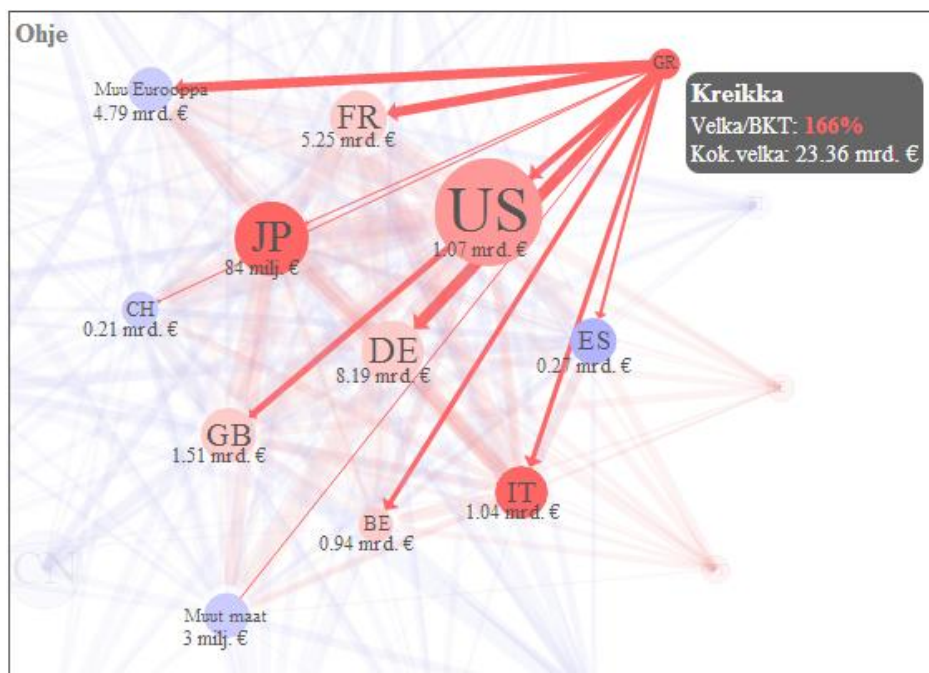 Ohje
GR
Muu Eurooppa
4.79 mrd. €
FR
5.25 mrd. €
Kreikka
Velka/BKT: 166%
Kok.velka: 23.36 mrd. €
US
1.07 mrd. €
JP
84 milj. €
CH
0.21 mrd. €
DE
8.19 mrd. €
ES
0.27 mrd. €
GB
1.51 mrd. €
IT
1.04 mrd. €
BE
0.94 mrd. €
CN
Muut maat
3 milj. €